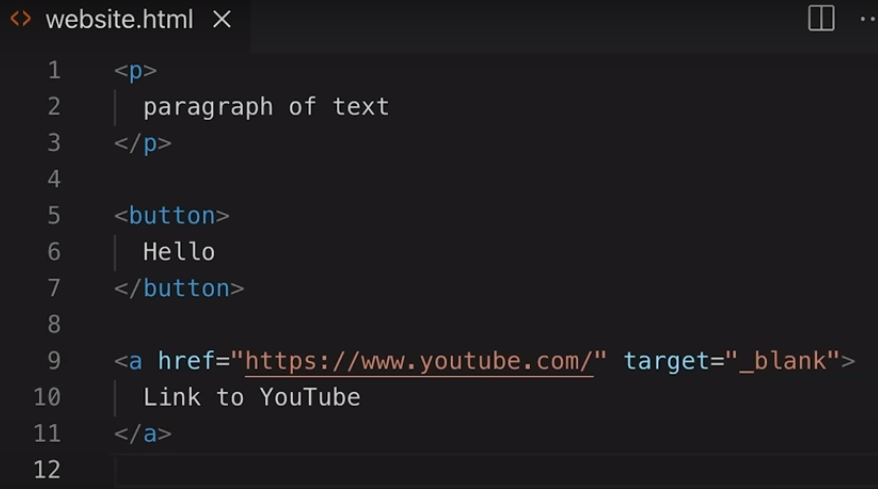 website.html
1 <p>
2 paragraph of text
3 </p>
4
5 <button>
6 Hello
7 </button>
8
9 <a href="https://www.youtube.com/" target="_blank">
10 Link to YouTube
11 </a>
12